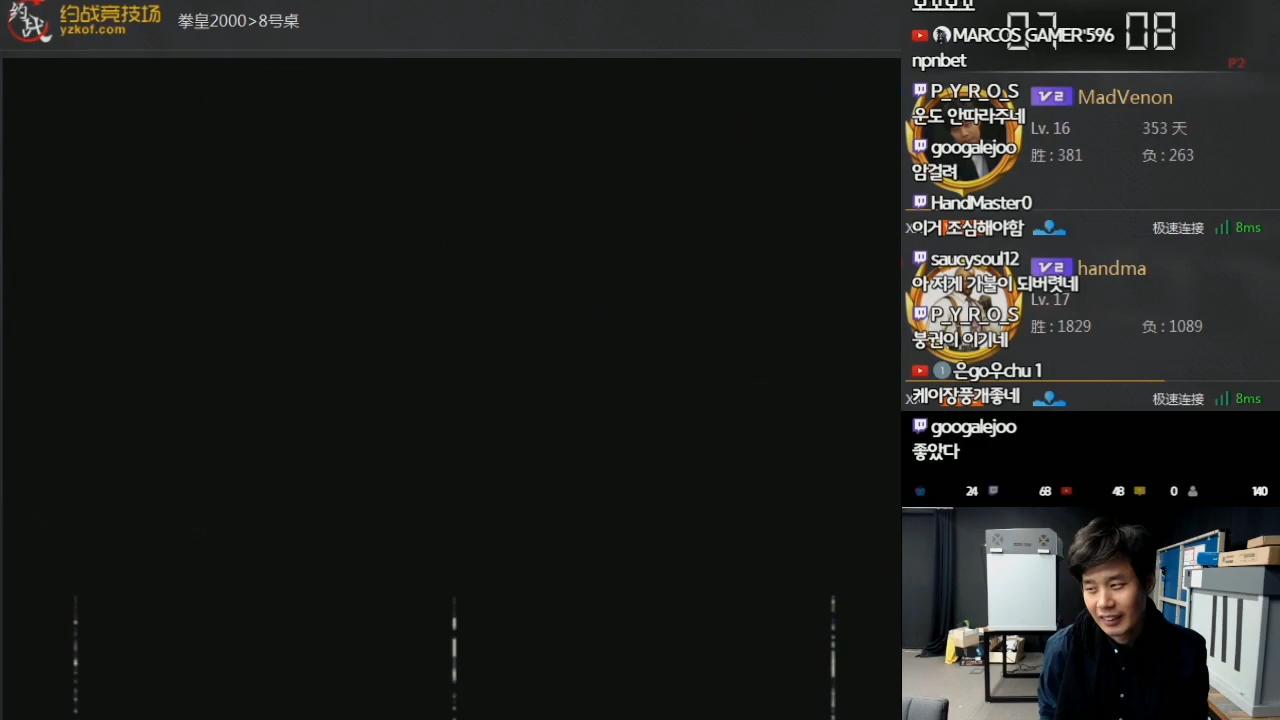 约战
约战竞技场
yzkof.com
拳皇2000>8号桌
07 08
MARCOS GAMER'596
npnbet
P2
P_Y_R_O_S
V2 MadVenon
운도 안따라주네
Lv. 16 353 天
googalejoo
胜 : 381 负 : 263
암걸려
HandMaster0
이거 조심해야함
极速连接 8ms
saucysoul12
V2 handma
아 저게 가불이 되버렷네
Lv. 17
P_Y_R_O_S
胜 : 1829 负 : 1089
붕권이 이기네
1 은go우chu 1
케이장풍개좋네
极速连接 8ms
googalejoo
좋았다
24 68 48 0 140